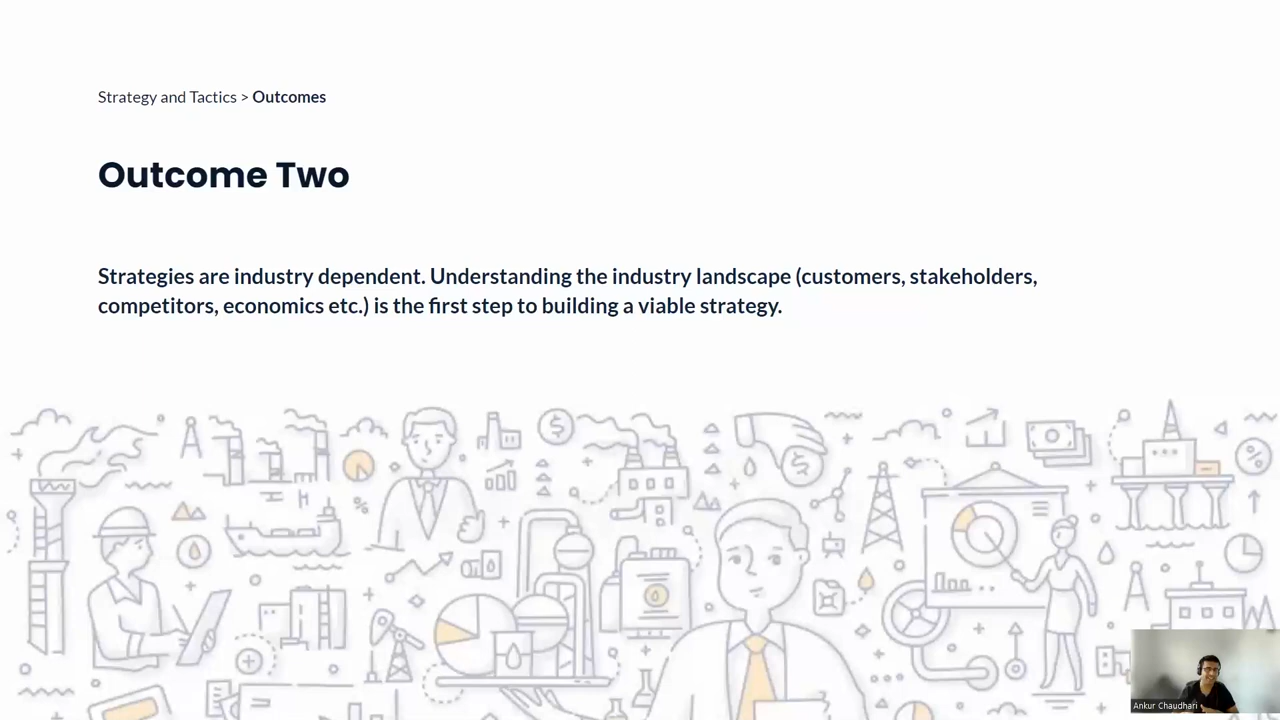 Strategy and Tactics > Outcomes
Outcome Two
Strategies are industry dependent. Understanding the industry landscape (customers, stakeholders,
competitors, economics etc.) is the first step to building a viable strategy.
Ankur Chaudhari